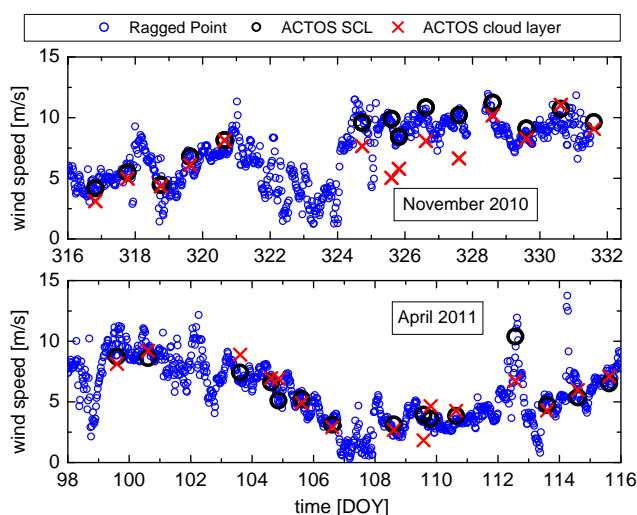 Ragged Point ACTOS SCL ACTOS cloud layer
15
10
5
0
wind speed [m/s]
November 2010
316 318 320 322 324 326 328 330 332
15
10
5
0
wind speed [m/s]
April 2011
98 100 102 104 106 108 110 112 114 116
time [DOY]